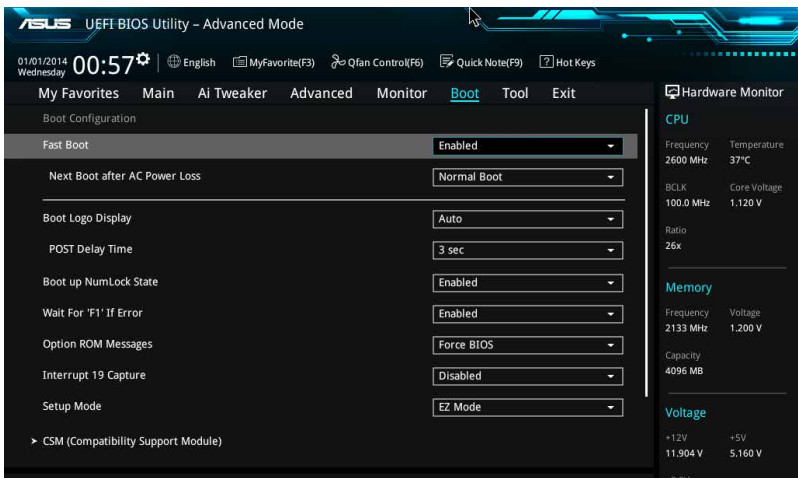 ASUS UEFI BIOS Utility – Advanced Mode
01/01/2014
Wednesday
00:57
English
MyFavorite(F3)
Qfan Control(F6)
Quick Note(F9)
? Hot Keys
My Favorites Main Ai Tweaker Advanced Monitor Boot Tool Exit
Boot Configuration
Fast Boot Enabled
Next Boot after AC Power Loss Normal Boot
Boot Logo Display Auto
POST Delay Time 3 sec
Boot up NumLock State Enabled
Wait For 'F1' If Error Enabled
Option ROM Messages Force BIOS
Interrupt 19 Capture Disabled
Setup Mode EZ Mode
CSM (Compatibility Support Module)
Hardware Monitor
CPU
Frequency Temperature
2600 MHz 37°C
BCLK Core Voltage
100.0 MHz 1.120 V
Ratio
26x
Memory
Frequency Voltage
2133 MHz 1.200 V
Capacity
4096 MB
Voltage
+12V +5V
11.904 V 5.160 V